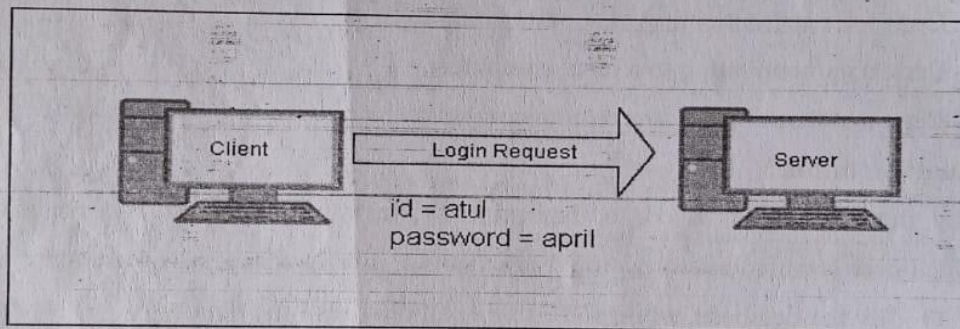 Client
Login Request
Server
id = atul
password = april